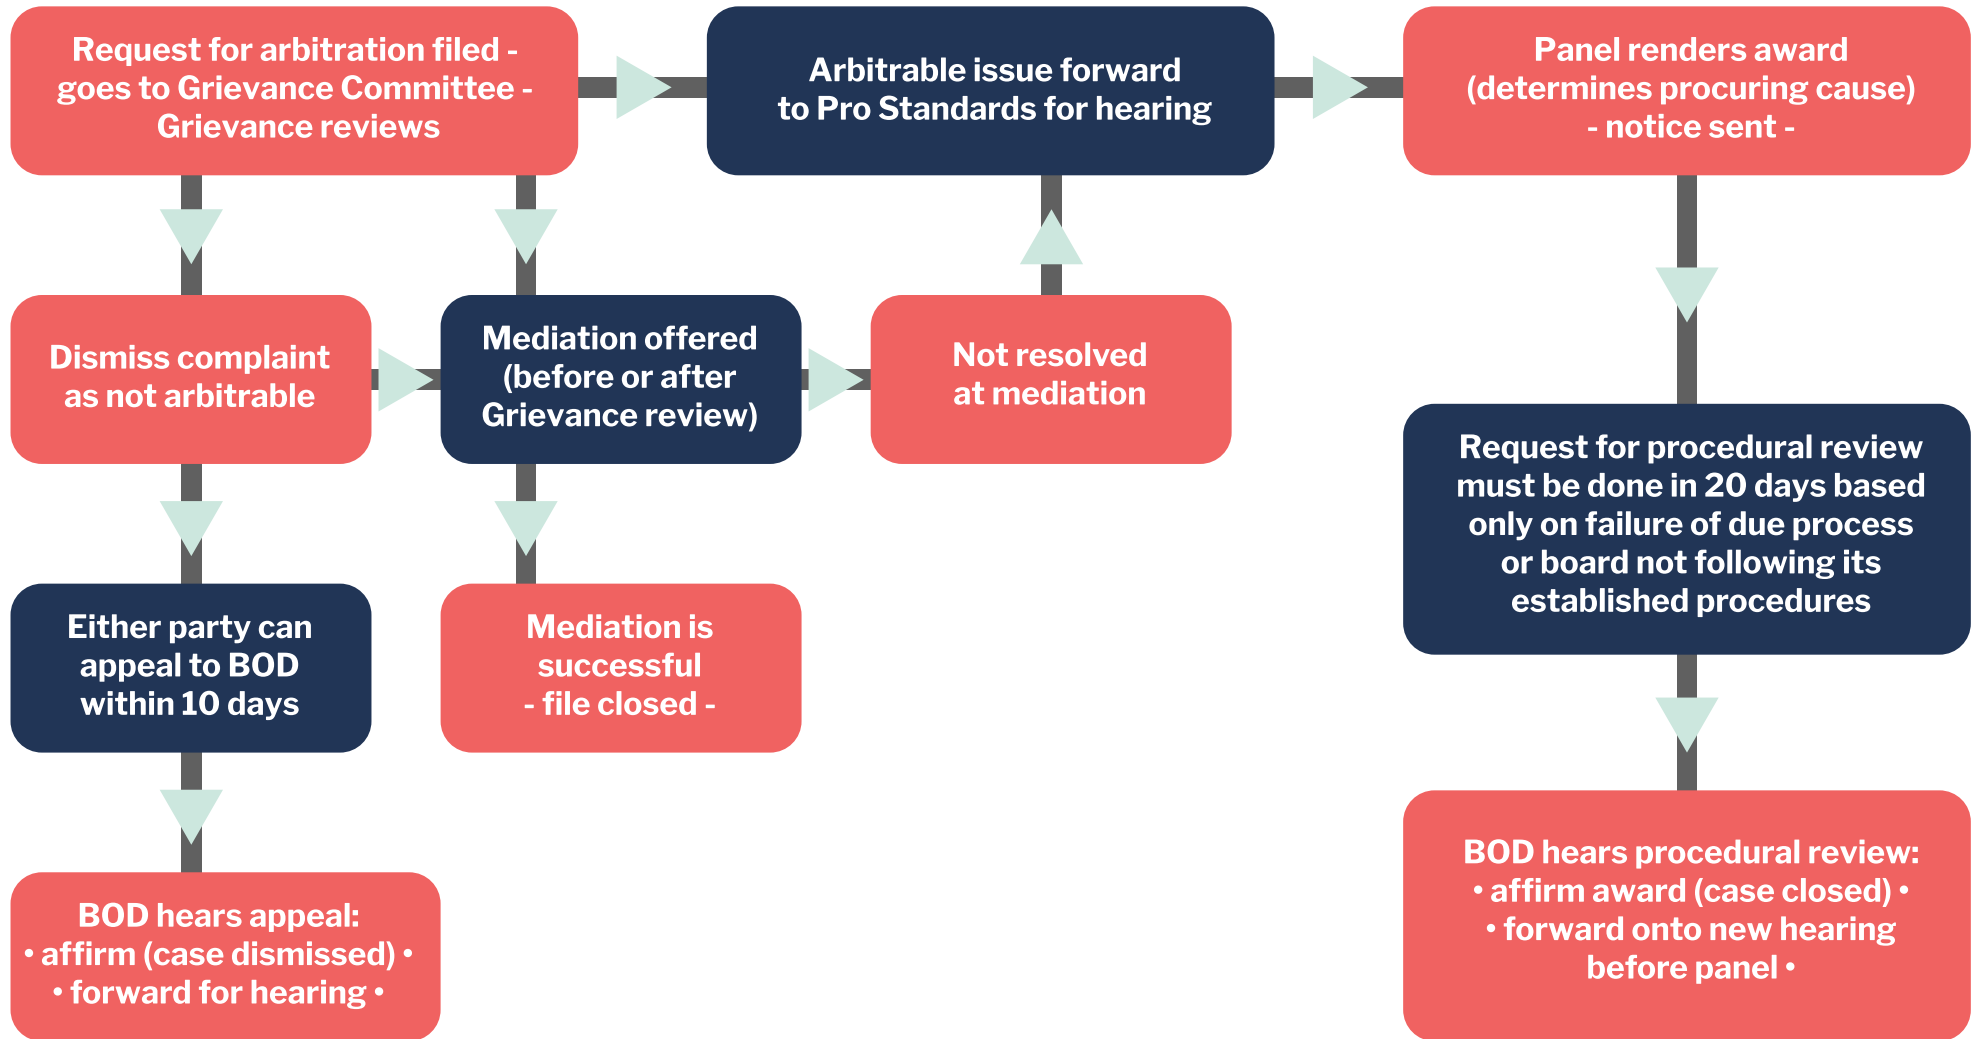 Request for arbitration filed -
goes to Grievance Committee -
Grievance reviews
Arbitrable issue forward
to Pro Standards for hearing
Panel renders award
(determines procuring cause)
- notice sent -
Dismiss complaint
as not arbitrable
Mediation offered
(before or after
Grievance review)
Not resolved
at mediation
Request for procedural review
must be done in 20 days based
only on failure of due process
or board not following its
established procedures
Either party can
appeal to BOD
within 10 days
Mediation is
successful
- file closed -
BOD hears appeal:
• affirm (case dismissed) •
• forward for hearing •
BOD hears procedural review:
• affirm award (case closed) •
• forward onto new hearing
before panel •